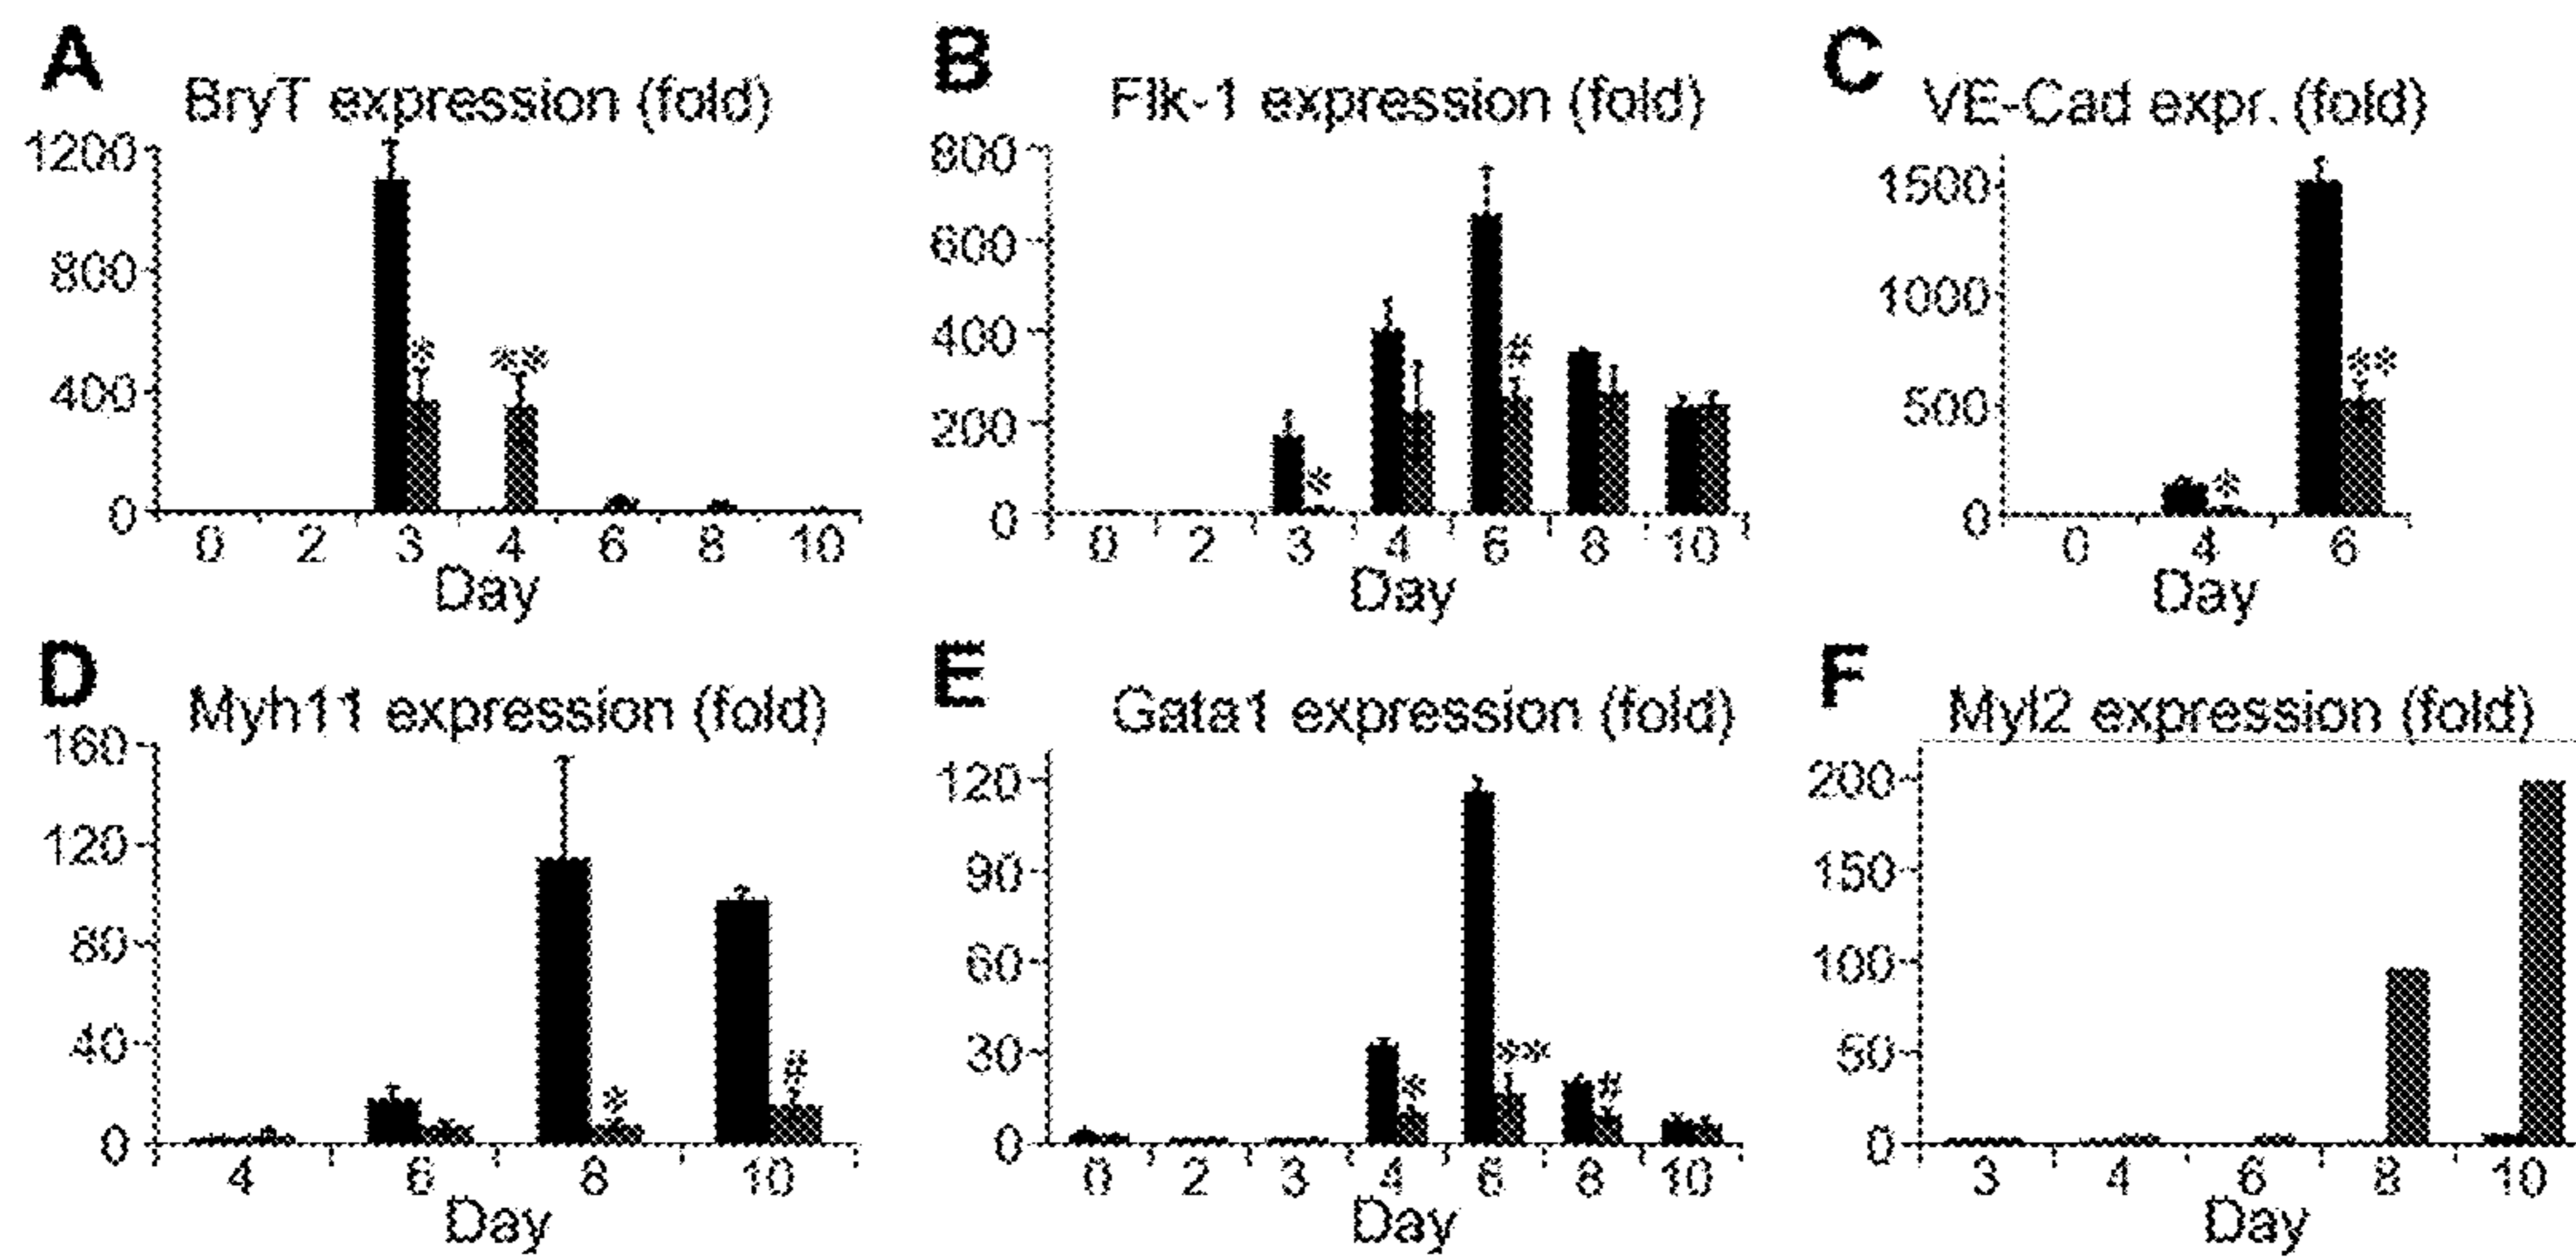 A
BryT expression (fold)
1200
800
400
0
* **
0 2 3 4 6 8 10
Day
B
Flk-1 expression (fold)
800
600
400
200
0
* #
0 2 3 4 6 8 10
Day
C
VE-Cad expr. (fold)
1500
1000
500
0
* **
0 4 6
Day
D
Myh11 expression (fold)
160
120
80
40
0
* #
4 6 8 10
Day
E
Gata1 expression (fold)
120
90
60
30
0
* ** #
0 2 3 4 6 8 10
Day
F
Myl2 expression (fold)
200
150
100
50
0
3 4 6 8 10
Day